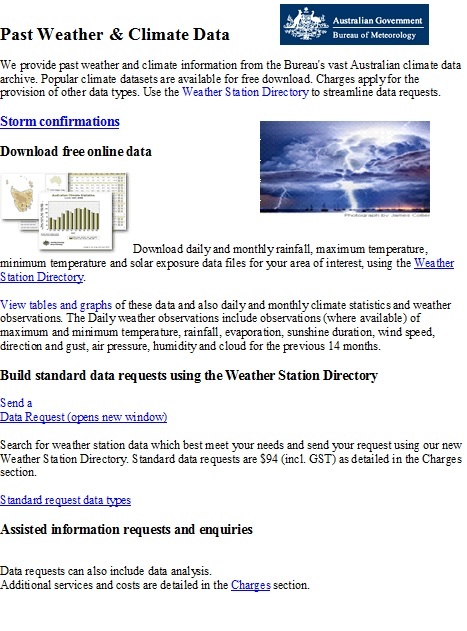 Past Weather & Climate Data
Australian Government
Bureau of Meteorology
We provide past weather and climate information from the Bureau's vast Australian climate data
archive. Popular climate datasets are available for free download. Charges apply for the
provision of other data types. Use the Weather Station Directory to streamline data requests.
Storm confirmations
Download free online data
Download daily and monthly rainfall, maximum temperature,
minimum temperature and solar exposure data files for your area of interest, using the Weather
Station Directory.
View tables and graphs of these data and also daily and monthly climate statistics and weather
observations. The Daily weather observations include observations (where available) of
maximum and minimum temperature, rainfall, evaporation, sunshine duration, wind speed,
direction and gust, air pressure, humidity and cloud for the previous 14 months.
Build standard data requests using the Weather Station Directory
Send a
Data Request (opens new window)
Search for weather station data which best meet your needs and send your request using our new
Weather Station Directory. Standard data requests are $94 (incl. GST) as detailed in the Charges
section.
Standard request data types
Assisted information requests and enquiries
Data requests can also include data analysis.
Additional services and costs are detailed in the Charges section.